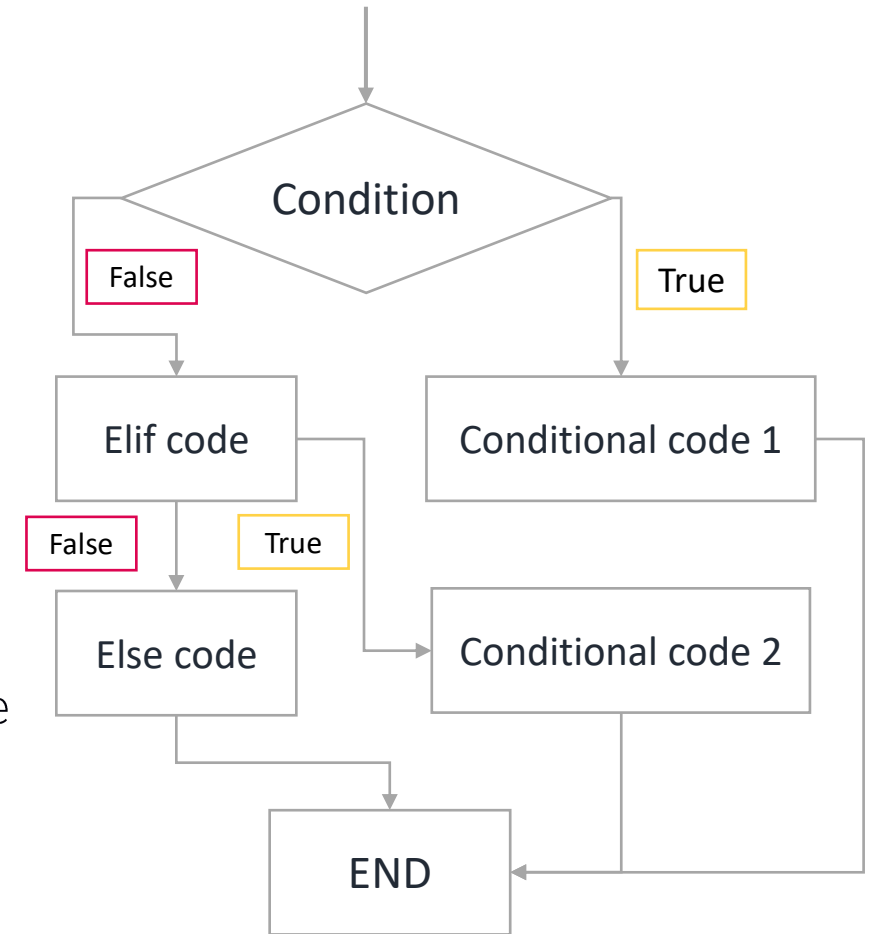 Condition
False
True
Elif code
Conditional code 1
False
True
Else code
Conditional code 2
e
END